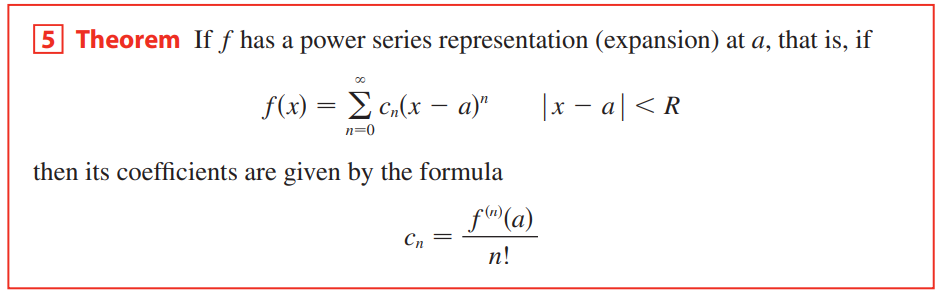 5 Theorem If f has a power series representation (expansion) at a, that is, if
f(x) = ∑_{n=0}^{∞} c_n(x − a)^n |x − a| < R
then its coefficients are given by the formula
c_n = f^{(n)}(a) / n!